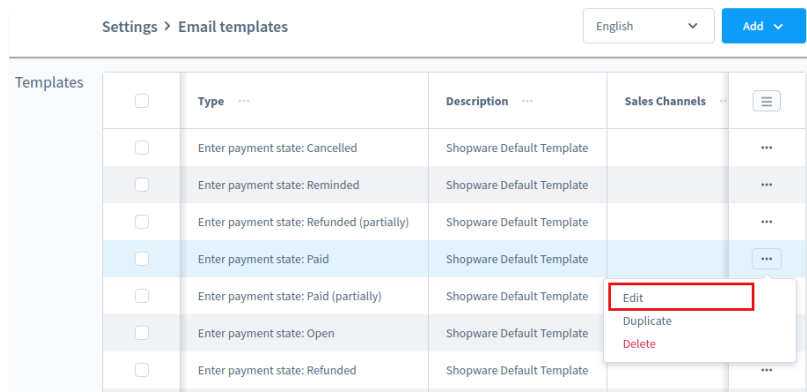 Settings > Email templates
English
Add
Templates
Type ···
Description ···
Sales Channels ··
Enter payment state: Cancelled Shopware Default Template ···
Enter payment state: Reminded Shopware Default Template ···
Enter payment state: Refunded (partially) Shopware Default Template ···
Enter payment state: Paid Shopware Default Template ···
Enter payment state: Paid (partially) Shopware Default Template
Edit
Duplicate
Enter payment state: Open Shopware Default Template
Delete
Enter payment state: Refunded Shopware Default Template ···